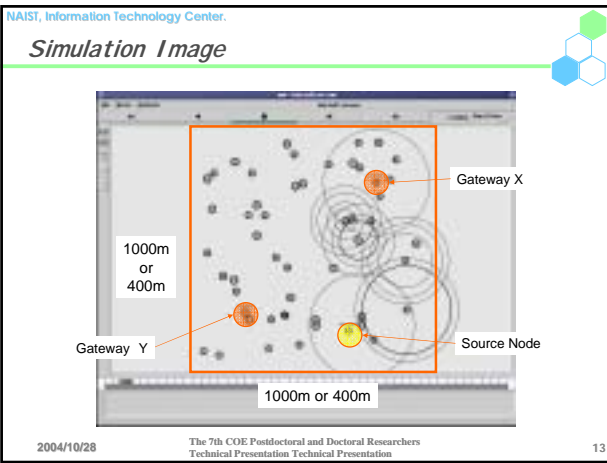 NAIST, Information Technology Center.
Simulation Image
Gateway X
1000m
or
400m
Gateway Y
Source Node
1000m or 400m
2004/10/28
The 7th COE Postdoctoral and Doctoral Researchers
Technical Presentation Technical Presentation
13